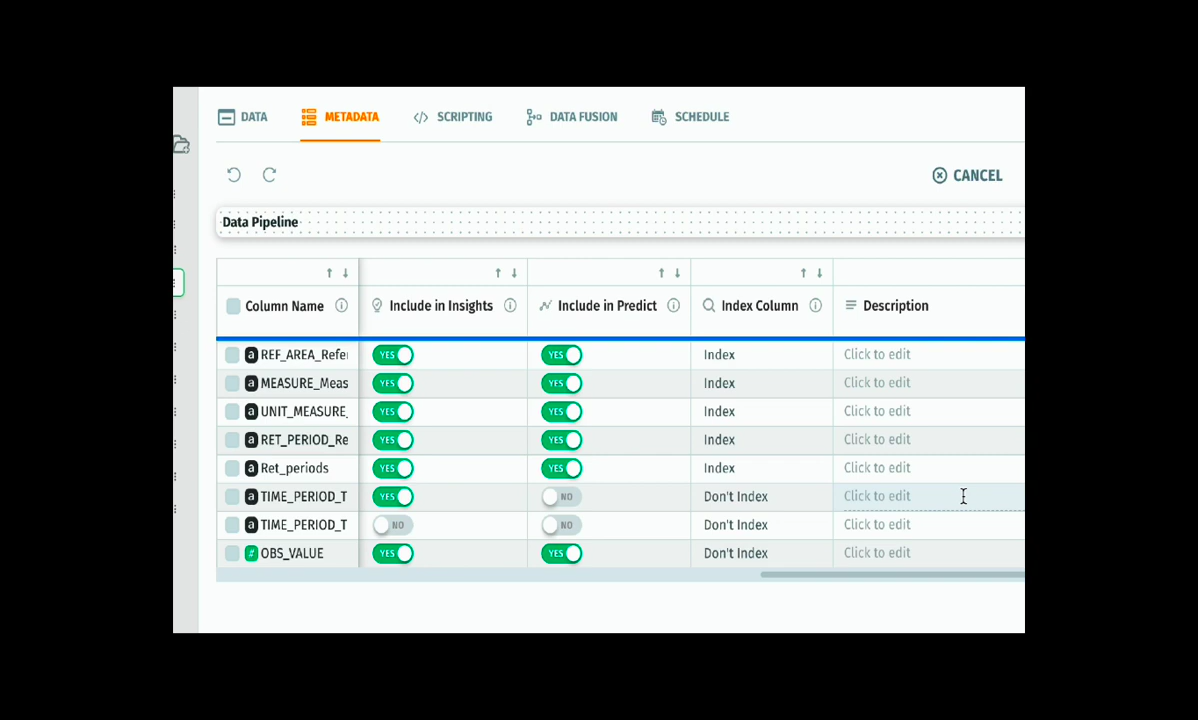 DATA METADATA </> SCRIPTING DATA FUSION SCHEDULE
CANCEL
Data Pipeline
Column Name Include in Insights Include in Predict Index Column Description
a REF_AREA_Refer YES YES Index Click to edit
a MEASURE_Meas YES YES Index Click to edit
a UNIT_MEASURE_ YES YES Index Click to edit
a RET_PERIOD_Re YES YES Index Click to edit
a Ret_periods YES YES Index Click to edit
a TIME_PERIOD_T YES NO Don't Index Click to edit
a TIME_PERIOD_T NO NO Don't Index Click to edit
# OBS_VALUE YES YES Don't Index Click to edit